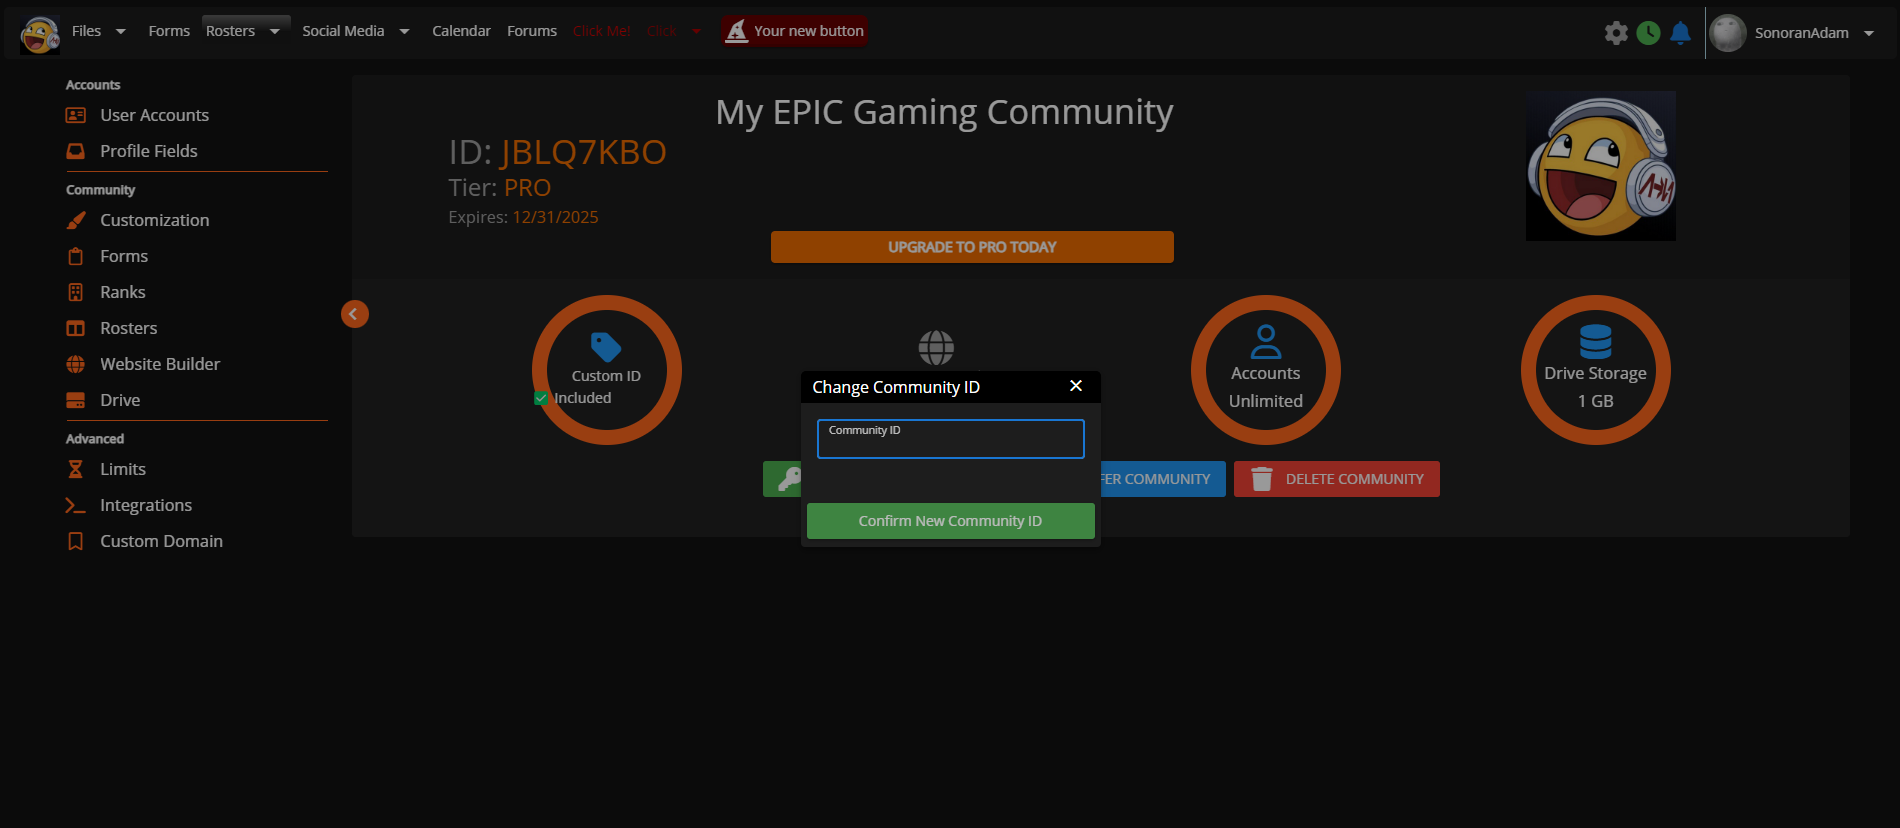 Files
Forms
Rosters
Social Media
Calendar
Forums
Click Me!
Click
Your new button
SonoranAdam
Accounts
User Accounts
Profile Fields
Community
Customization
Forms
Ranks
Rosters
Website Builder
Drive
Advanced
Limits
Integrations
Custom Domain
My EPIC Gaming Community
ID: JBLQ7KBO
Tier: PRO
Expires: 12/31/2025
UPGRADE TO PRO TODAY
Custom ID
Included
Accounts
Unlimited
Drive Storage
1 GB
Change Community ID
Community ID
Confirm New Community ID
FER COMMUNITY
DELETE COMMUNITY